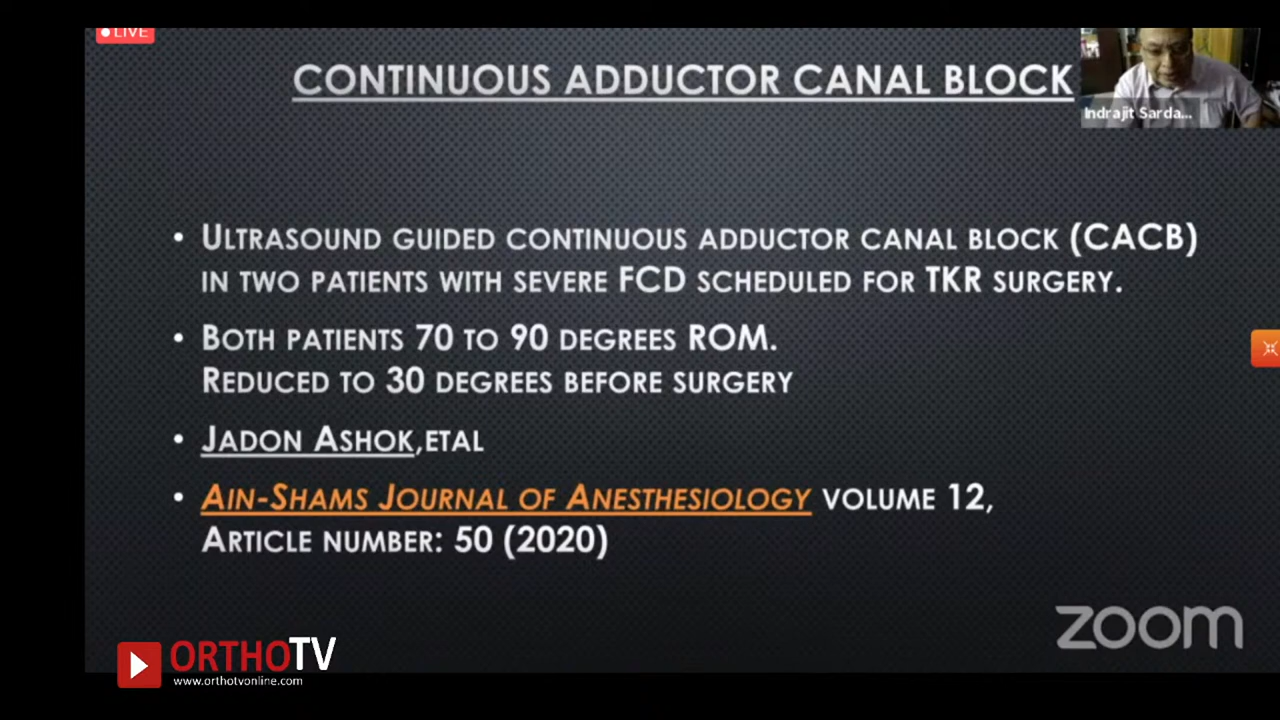 LIVE
CONTINUOUS ADDUCTOR CANAL BLOCK
Indrajit Sarda...
• ULTRASOUND GUIDED CONTINUOUS ADDUCTOR CANAL BLOCK (CACB)
IN TWO PATIENTS WITH SEVERE FCD SCHEDULED FOR TKR SURGERY.
• BOTH PATIENTS 70 TO 90 DEGREES ROM.
REDUCED TO 30 DEGREES BEFORE SURGERY
• JADON ASHOK,ETAL
• AIN-SHAMS JOURNAL OF ANESTHESIOLOGY VOLUME 12,
ARTICLE NUMBER: 50 (2020)
zoom
ORTHOTV
www.orthotvonline.com